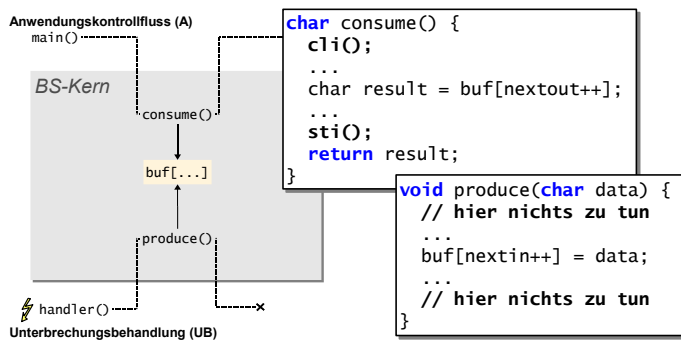 Anwendungskontrollfluss (A)
main()
BS-Kern
consume()
buf[...]
produce()
handler()
Unterbrechungsbehandlung (UB)
char consume() {
cli();
...
char result = buf[nextout++];
...
sti();
return result;
}
void produce(char data) {
// hier nichts zu tun
...
buf[nextin++] = data;
...
// hier nichts zu tun
}